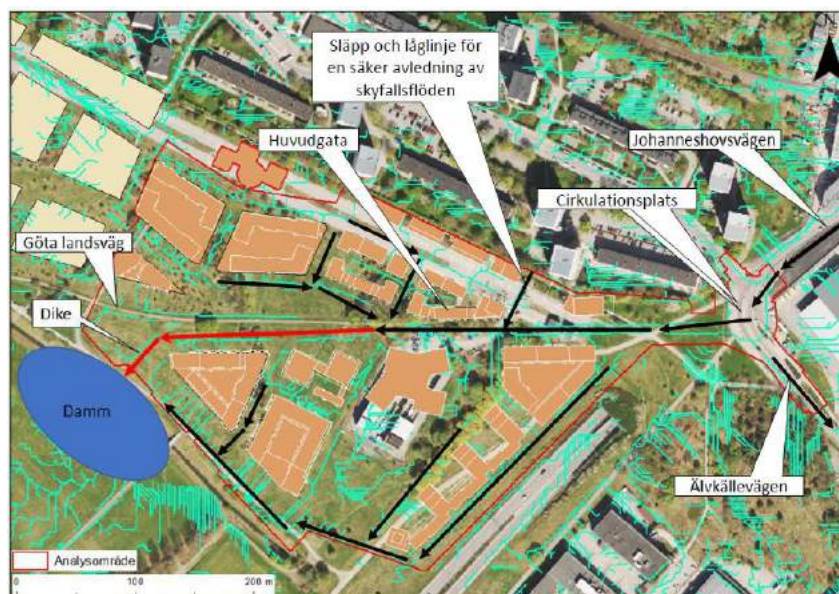 Släpp och låglinje för
en säker avledning av
skyfallsflöden
Huvudgata
Johanneshovsvägen
Cirkulationsplats
Göta landsväg
Dike
Damm
Älvkällevägen
Analysområde
0 100 200 m